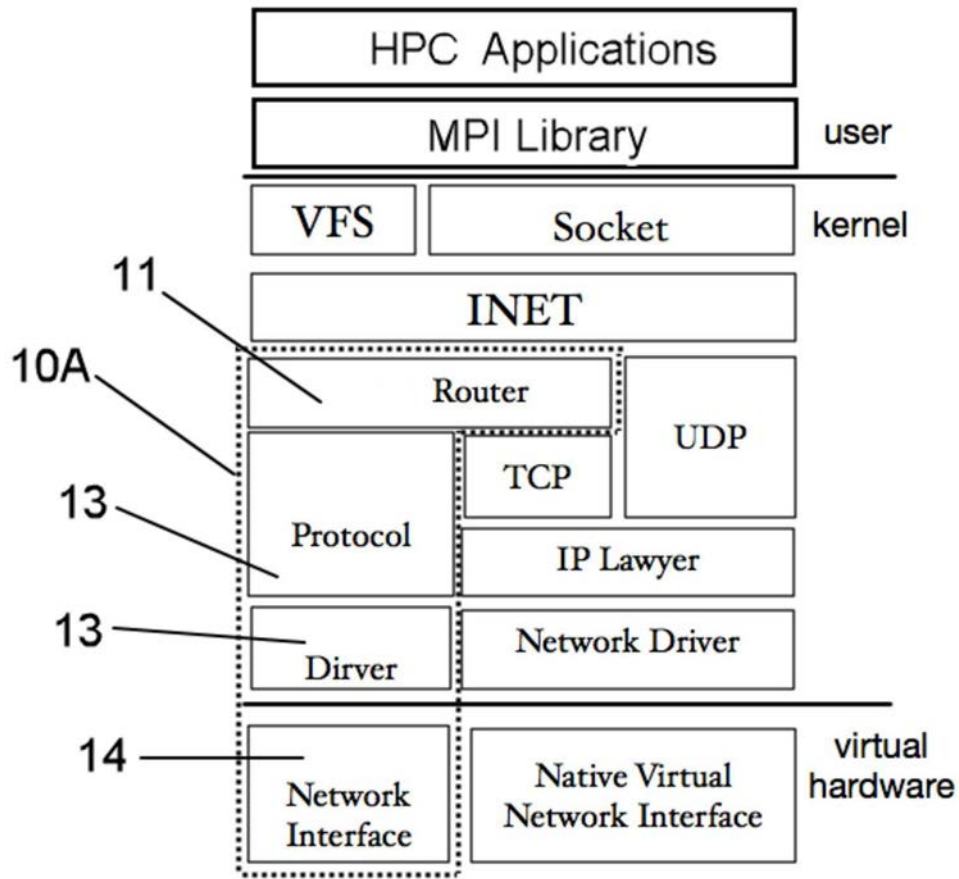 HPC Applications
MPI Library
user
VFS
Socket
kernel
11
INET
10A
Router
UDP
TCP
13
Protocol
IP Lawyer
13
Dirver
Network Driver
14
Network
Interface
Native Virtual
Network Interface
virtual
hardware